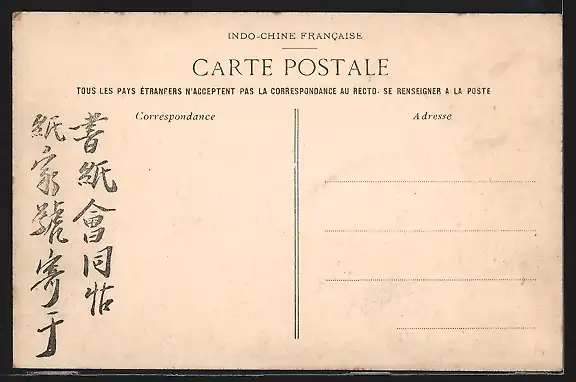 INDO-CHINE FRANÇAISE
CARTE POSTALE
TOUS LES PAYS ÉTRANGERS N'ACCEPTENT PAS LA CORRESPONDANCE AU RECTO. SE RENSEIGNER A LA POSTE
Correspondance
Adresse
書紙會同帖
紙家號寄于